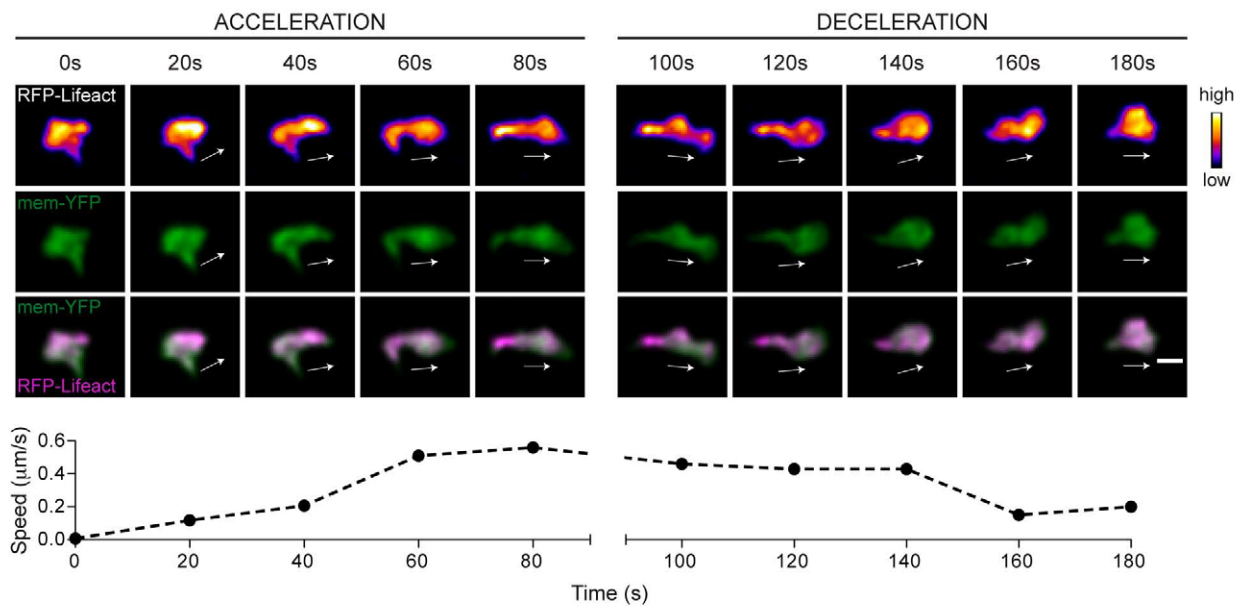 ACCELERATION DECELERATION
0s 20s 40s 60s 80s 100s 120s 140s 160s 180s
RFP-Lifeact
high
low
mem-YFP
mem-YFP
RFP-Lifeact
Speed (μm/s)
0.6
0.4
0.2
0.0
0 20 40 60 80 100 120 140 160 180
Time (s)